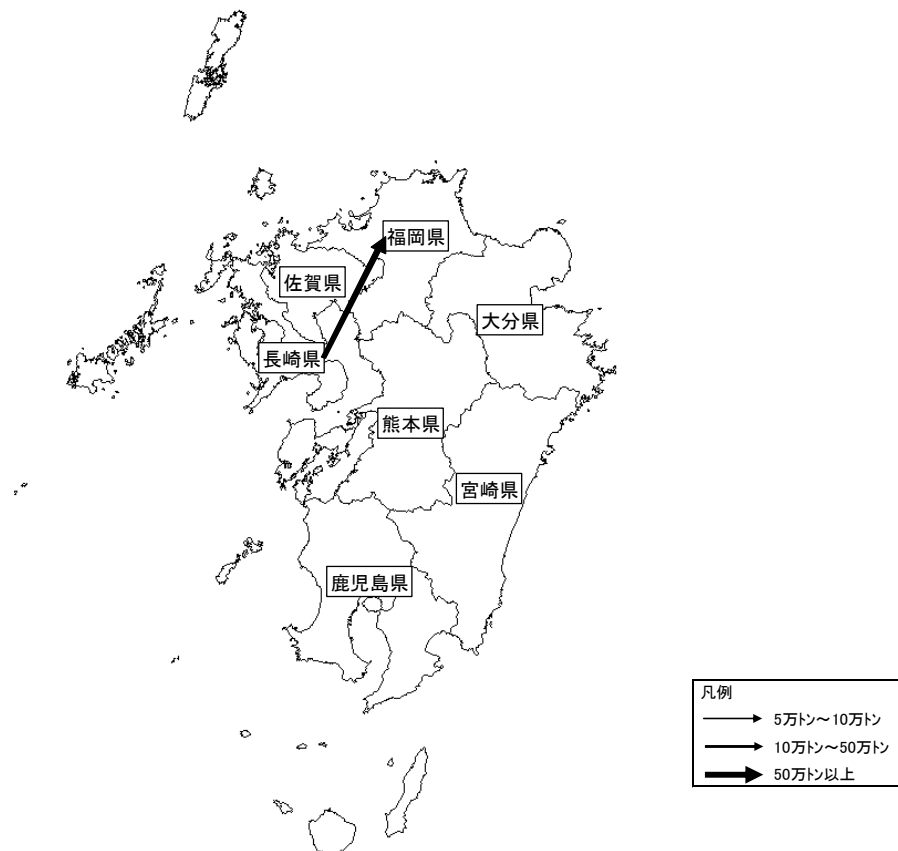 福岡県
佐賀県
大分県
長崎県
熊本県
宮崎県
鹿児島県
凡例
5万トン～10万トン
10万トン～50万トン
50万トン以上